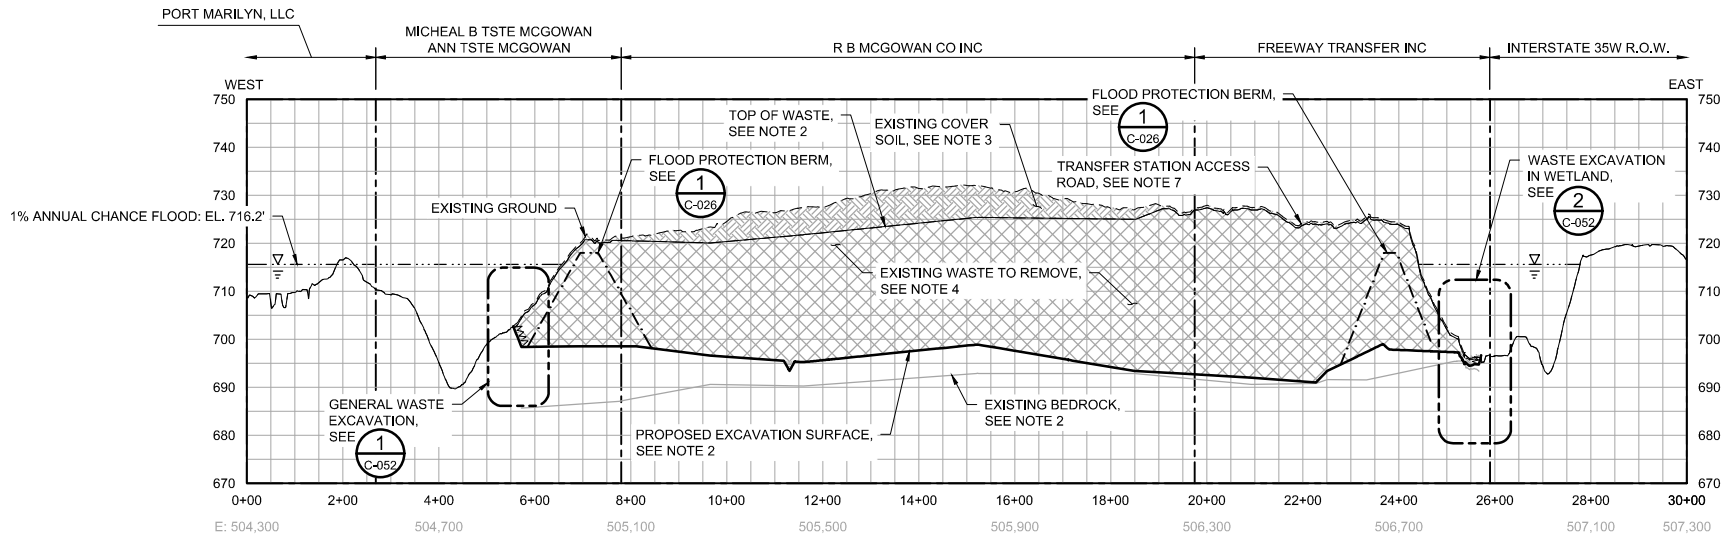 PORT MARILYN, LLC
MICHEAL B TSTE MCGOWAN
ANN TSTE MCGOWAN
R B MCGOWAN CO INC
FREEWAY TRANSFER INC
INTERSTATE 35W R.O.W.
WEST
EAST
750
740
730
720
710
700
690
680
670
750
740
730
720
710
700
690
680
670
1% ANNUAL CHANCE FLOOD: EL. 716.2'
EXISTING GROUND
FLOOD PROTECTION BERM,
SEE
1
C-026
TOP OF WASTE,
SEE NOTE 2
EXISTING COVER
SOIL, SEE NOTE 3
FLOOD PROTECTION BERM,
SEE
1
C-026
TRANSFER STATION ACCESS
ROAD, SEE NOTE 7
WASTE EXCAVATION
IN WETLAND,
SEE
2
C-052
EXISTING WASTE TO REMOVE,
SEE NOTE 4
GENERAL WASTE
EXCAVATION,
SEE
1
C-052
PROPOSED EXCAVATION SURFACE,
SEE NOTE 2
EXISTING BEDROCK,
SEE NOTE 2
0+00 2+00 4+00 6+00 8+00 10+00 12+00 14+00 16+00 18+00 20+00 22+00 24+00 26+00 28+00 30+00
E: 504,300 504,700 505,100 505,500 505,900 506,300 506,700 507,100 507,300